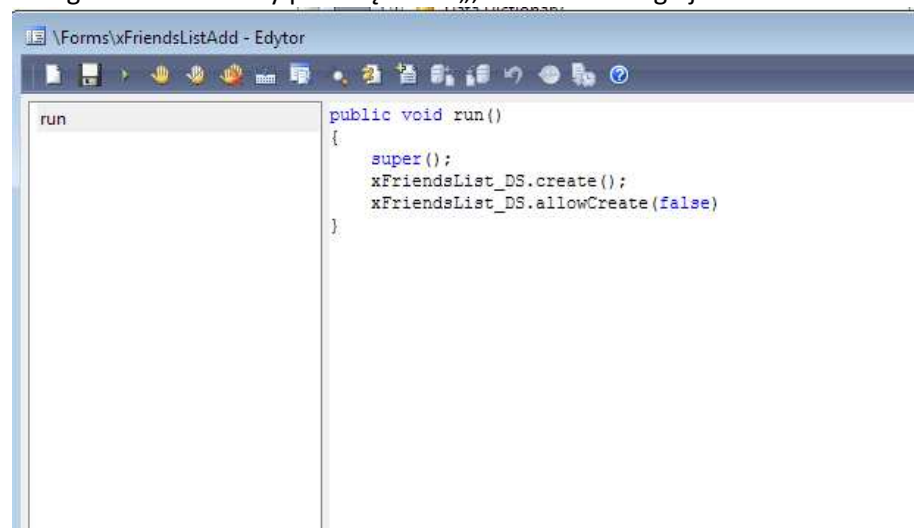 \Forms\xFriendsListAdd - Edytor
run
public void run()
{
super();
xFriendsList_DS.create();
xFriendsList_DS.allowCreate(false)
}